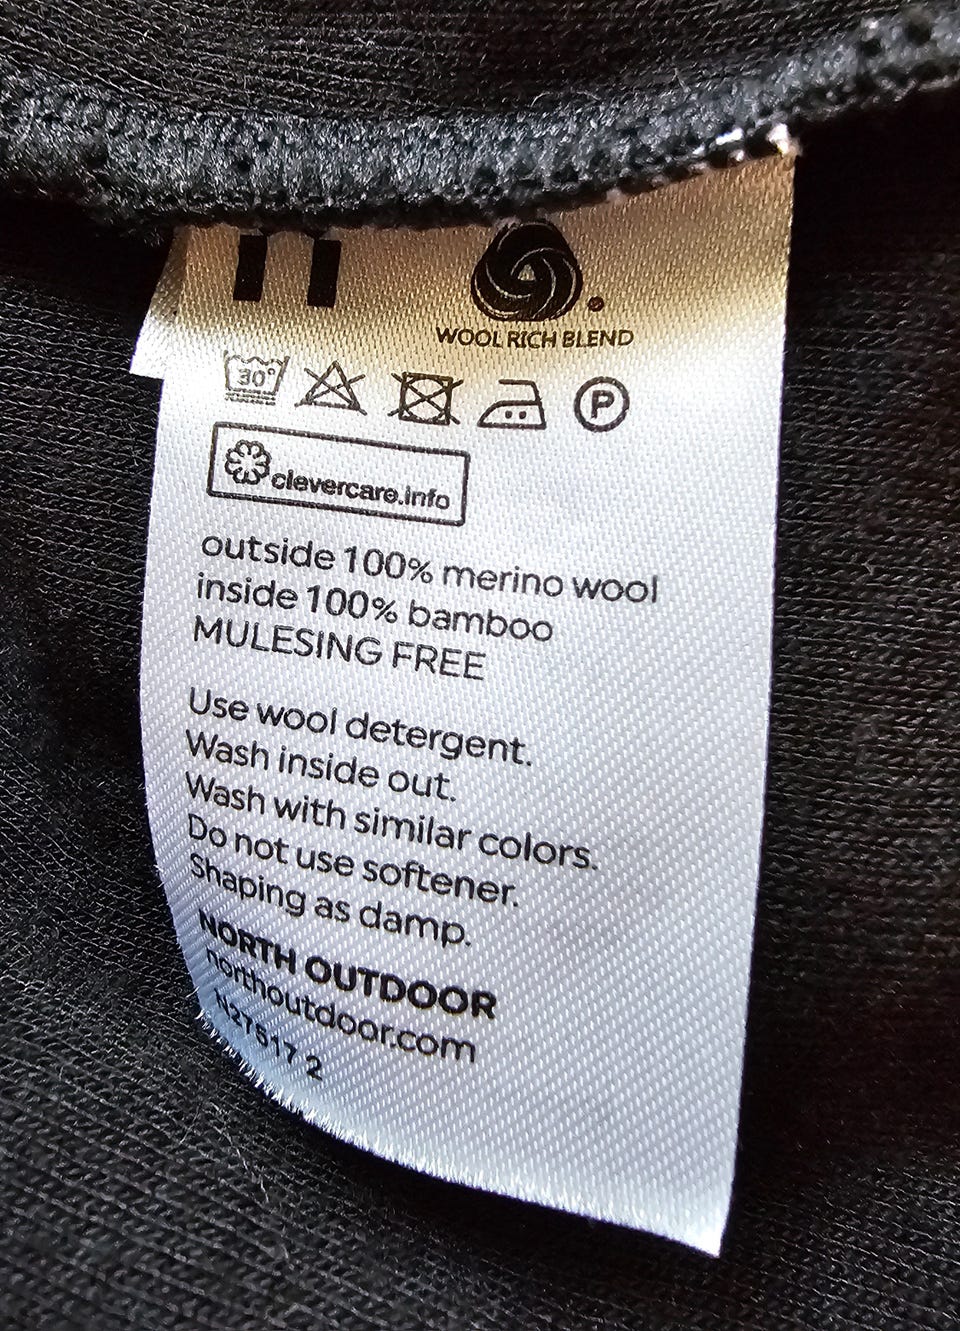 WOOL RICH BLEND
30°
P
clevercare.info
outside 100% merino wool
inside 100% bamboo
MULESING FREE
Use wool detergent.
Wash inside out.
Wash with similar colors.
Do not use softener.
Shaping as damp.
NORTH OUTDOOR
northoutdoor.com
N27517 2